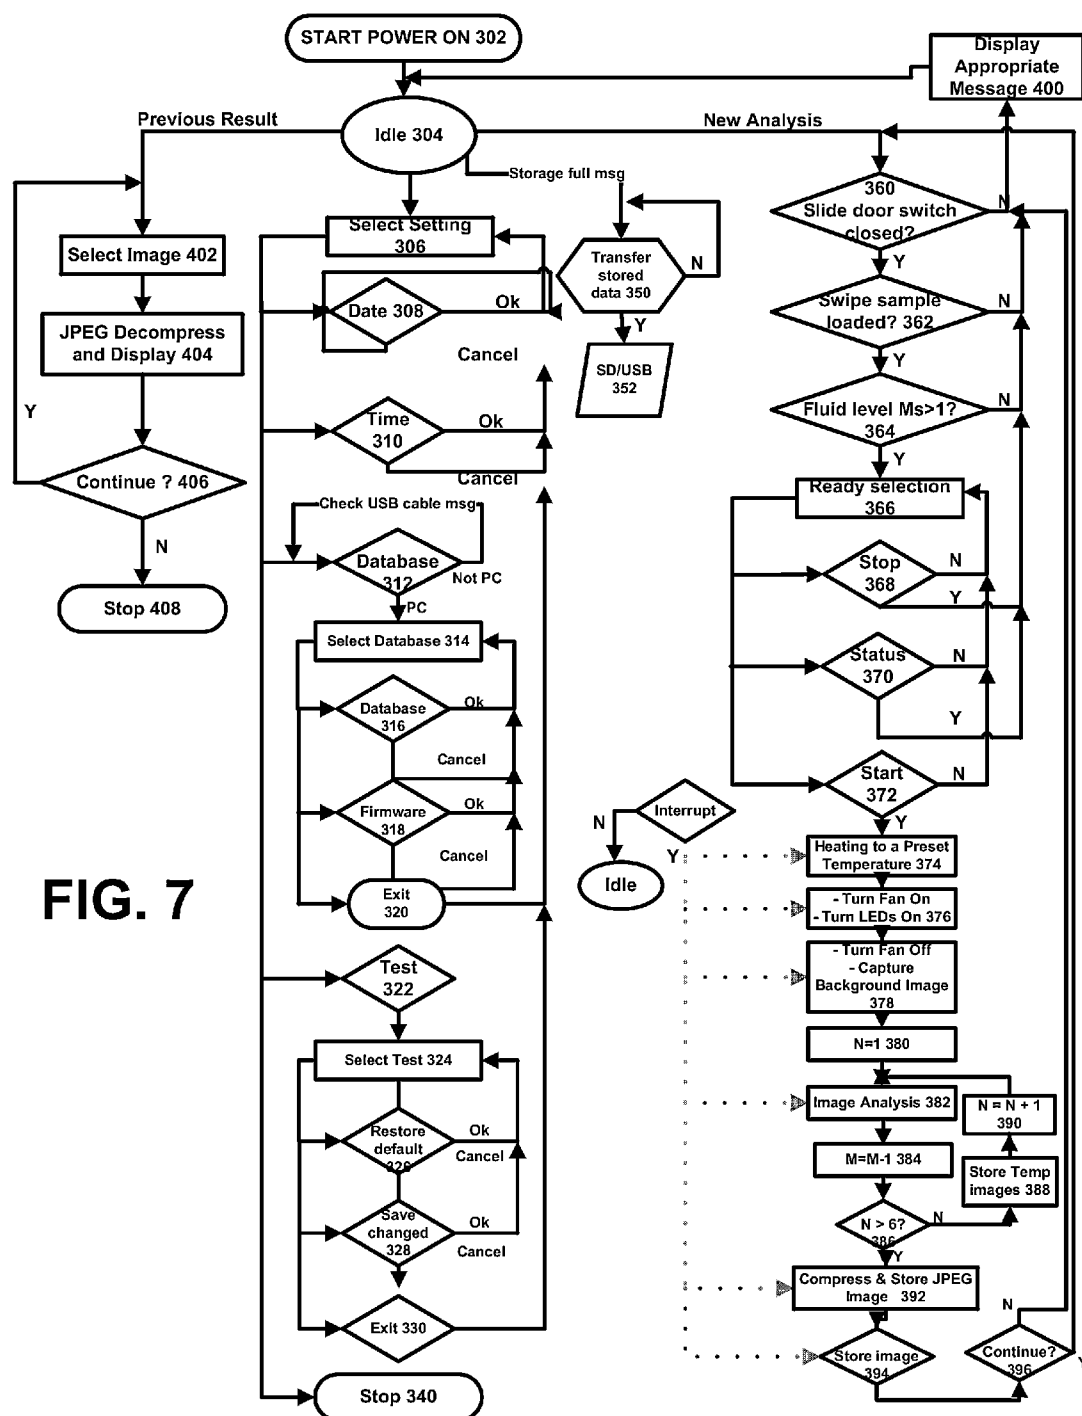 START POWER ON 302
Display
Appropriate
Message 400
Previous Result
Idle 304
New Analysis
Storage full msg
360
Slide door switch
closed?
N
Y
Select Setting
306
Select Image 402
Transfer
stored
data 350
N
Y
Date 308
Ok
Cancel
Swipe sample
loaded? 362
N
Y
JPEG Decompress
and Display 404
SD/USB
352
Y
Time
310
Ok
Cancel
Fluid level Ms>1?
364
N
Y
Continue ? 406
N
Ready selection
366
Check USB cable msg
Database
312
Not PC
PC
Stop
368
N
Y
Stop 408
Select Database 314
Status
370
N
Y
Database
316
Ok
Cancel
Start
372
N
Y
Firmware
318
Ok
Cancel
Interrupt
N
Y
Idle
Heating to a Preset
Temperature 374
Exit
320
FIG. 7
- Turn Fan On
- Turn LEDs On 376
- Turn Fan Off
- Capture
Background Image
378
Test
322
N=1 380
Select Test 324
Image Analysis 382
N = N + 1
390
Restore
default
326
Ok
Cancel
M=M-1 384
Store Temp
images 388
Save
changed
328
Ok
Cancel
N > 6?
386
N
Y
Compress & Store JPEG
Image 392
N
Exit 330
Store image
394
Continue?
396
Y
Stop 340